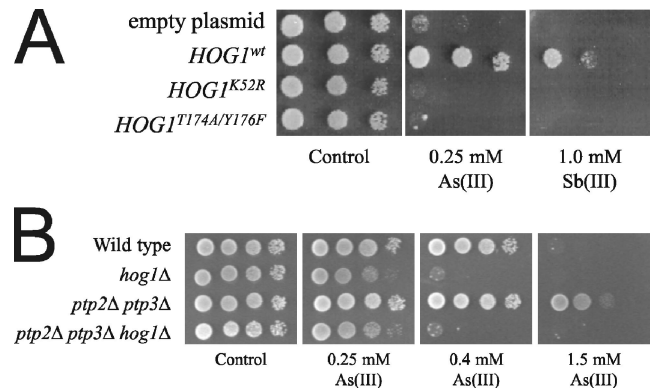 A
empty plasmid
HOG1wt
HOG1K52R
HOG1T174A/Y176F
Control
0.25 mM
As(III)
1.0 mM
Sb(III)
B
Wild type
hog1Δ
ptp2Δ ptp3Δ
ptp2Δ ptp3Δ hog1Δ
Control
0.25 mM
As(III)
0.4 mM
As(III)
1.5 mM
As(III)